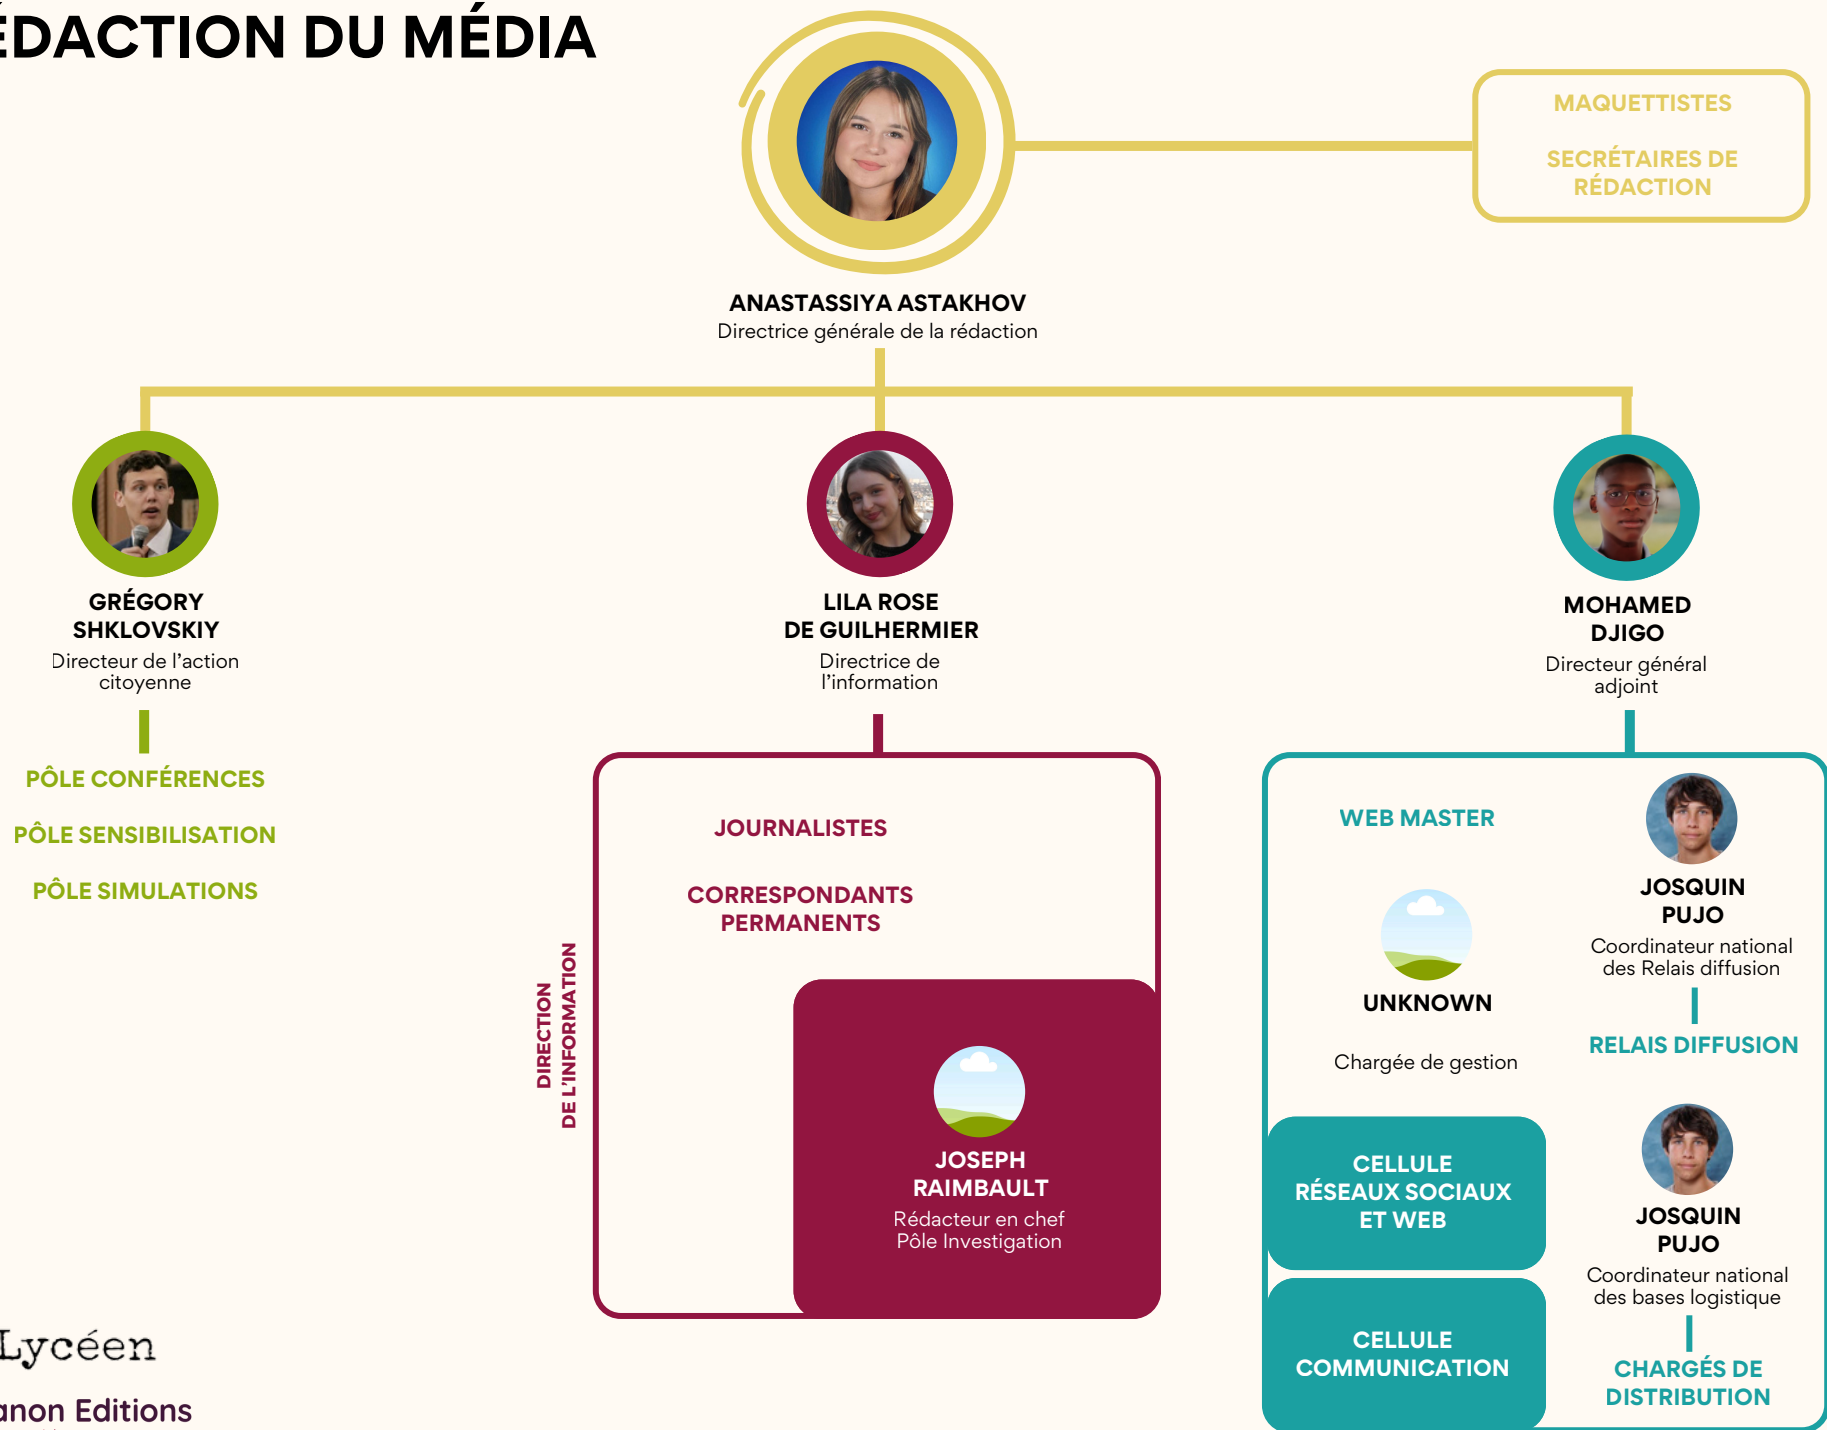 ÉDACTION DU MÉDIA
MAQUETTISTES
SECRÉTAIRES DE
RÉDACTION
ANASTASSIYA ASTAKHOV
Directrice générale de la rédaction
GRÉGORY
SHKLOVSKIY
Directeur de l’action
citoyenne
PÔLE CONFÉRENCES
PÔLE SENSIBILISATION
PÔLE SIMULATIONS
LILA ROSE
DE GUILHERMIER
Directrice de
l’information
DIRECTION
DE L’INFORMATION
JOURNALISTES
CORRESPONDANTS
PERMANENTS
JOSEPH
RAIMBAULT
Rédacteur en chef
Pôle Investigation
MOHAMED
DJIGO
Directeur général
adjoint
WEB MASTER
UNKNOWN
Chargée de gestion
CELLULE
RÉSEAUX SOCIAUX
ET WEB
CELLULE
COMMUNICATION
JOSQUIN
PUJO
Coordinateur national
des Relais diffusion
RELAIS DIFFUSION
JOSQUIN
PUJO
Coordinateur national
des bases logistique
CHARGÉS DE
DISTRIBUTION
Lycéen
anon Editions